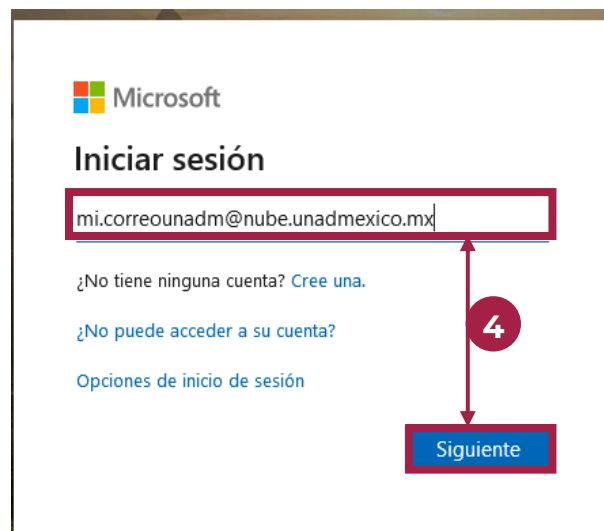 Microsoft
Iniciar sesión
mi.correounadm@nube.unadmexico.mx
¿No tiene ninguna cuenta? Cree una.
¿No puede acceder a su cuenta?
4
Opciones de inicio de sesión
Siguiente